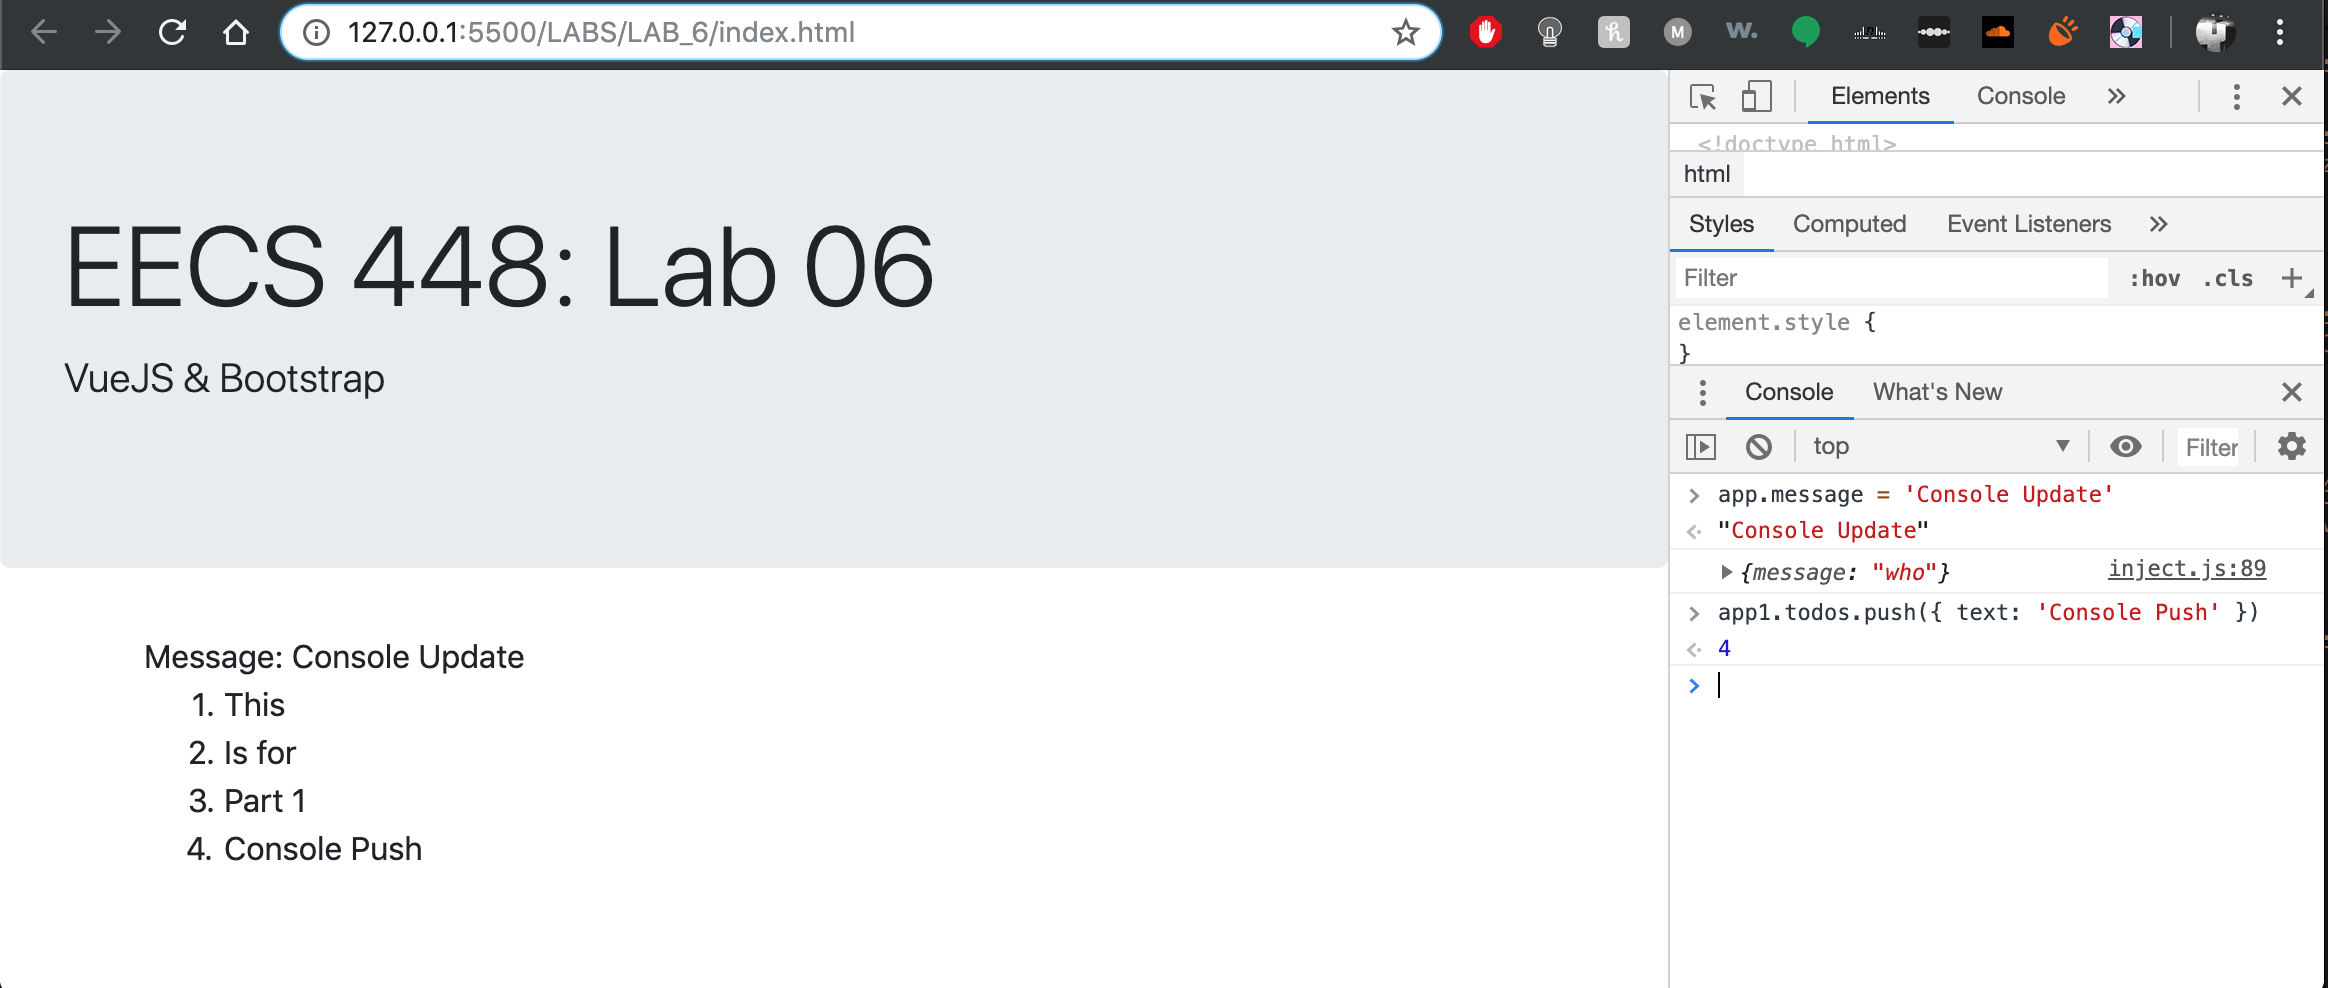 127.0.0.1:5500/LABS/LAB_6/index.html
M
w.
EECS 448: Lab 06
VueJS & Bootstrap
Message: Console Update
1. This
2. Is for
3. Part 1
4. Console Push
Elements Console »
<!doctype html>
html
Styles Computed Event Listeners »
Filter :hov .cls +
element.style {
}
Console What's New
top Filter
> app.message = 'Console Update'
"Console Update"
{message: "who"} inject.js:89
> app1.todos.push({ text: 'Console Push' })
4
>